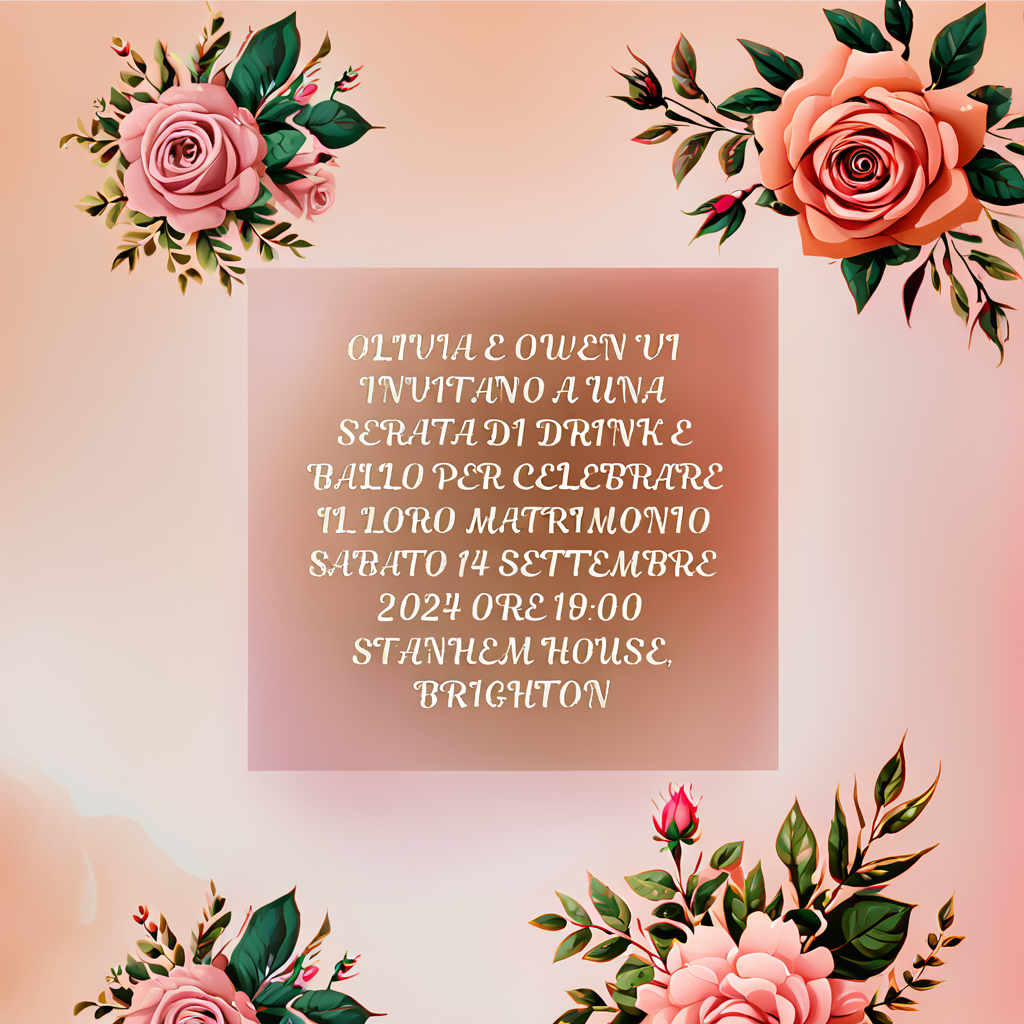 OLIVIA E OWEN VI
INVITANO A UNA
SERATA DI DRINK E
BALLO PER CELEBRARE
IL LORO MATRIMONIO
SABATO 14 SETTEMBRE
2024 ORE 19:00
STANHEM HOUSE,
BRIGHTON